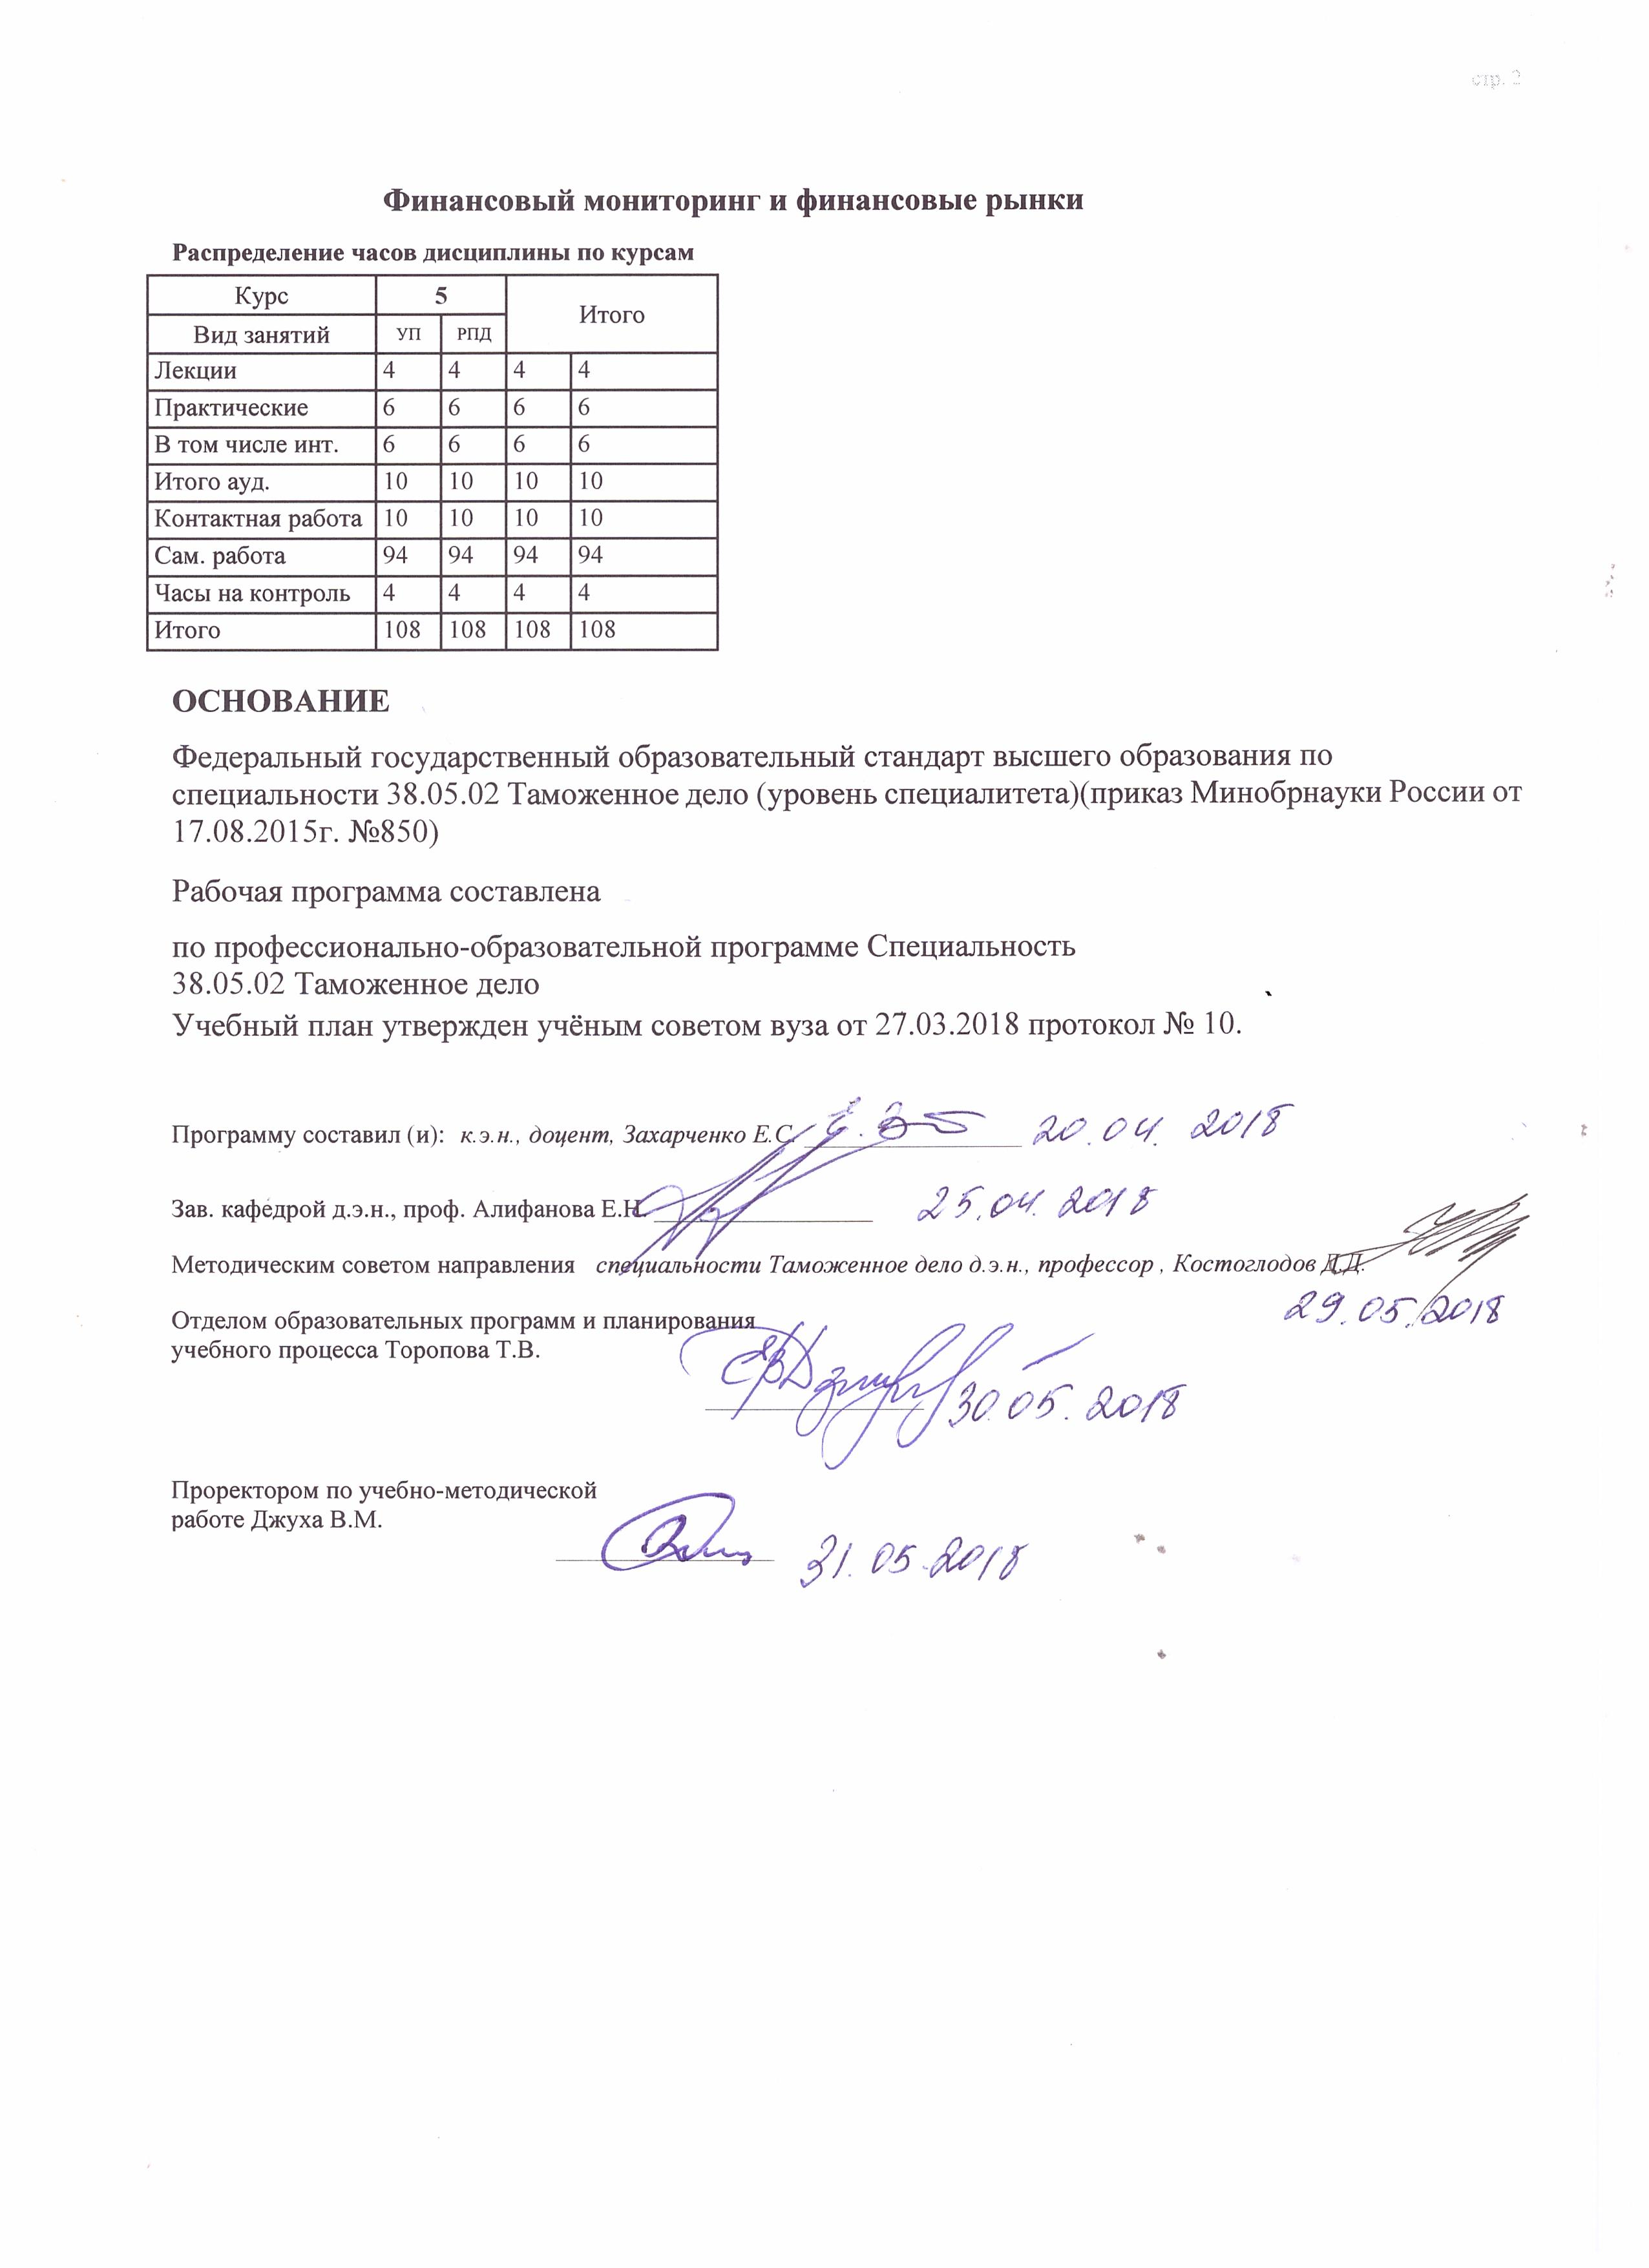 стр. 2
Финансовый мониторинг и финансовые рынки
Распределение часов дисциплины по курсам
Курс 5 Итого
Вид занятий УП РПД
Лекции 4 4 4 4
Практические 6 6 6 6
В том числе инт. 6 6 6 6
Итого ауд. 10 10 10 10
Контактная работа 10 10 10 10
Сам. работа 94 94 94 94
Часы на контроль 4 4 4 4
Итого 108 108 108 108
ОСНОВАНИЕ
Федеральный государственный образовательный стандарт высшего образования по
специальности 38.05.02 Таможенное дело (уровень специалитета)(приказ Минобрнауки России от
17.08.2015г. №850)
Рабочая программа составлена
по профессионально-образовательной программе Специальность
38.05.02 Таможенное дело
Учебный план утвержден учёным советом вуза от 27.03.2018 протокол № 10.
Программу составил (и): к.э.н., доцент, Захарченко Е.С. 20.04. 2018
Зав. кафедрой д.э.н., проф. Алифанова Е.Н. 25.04. 2018
Методическим советом направления специальности Таможенное дело д.э.н., профессор , Костоглодов Д.Д.
29.05.2018
Отделом образовательных программ и планирования
учебного процесса Торопова Т.В.
30.05. 2018
Проректором по учебно-методической
работе Джуха В.М.
31.05.2018